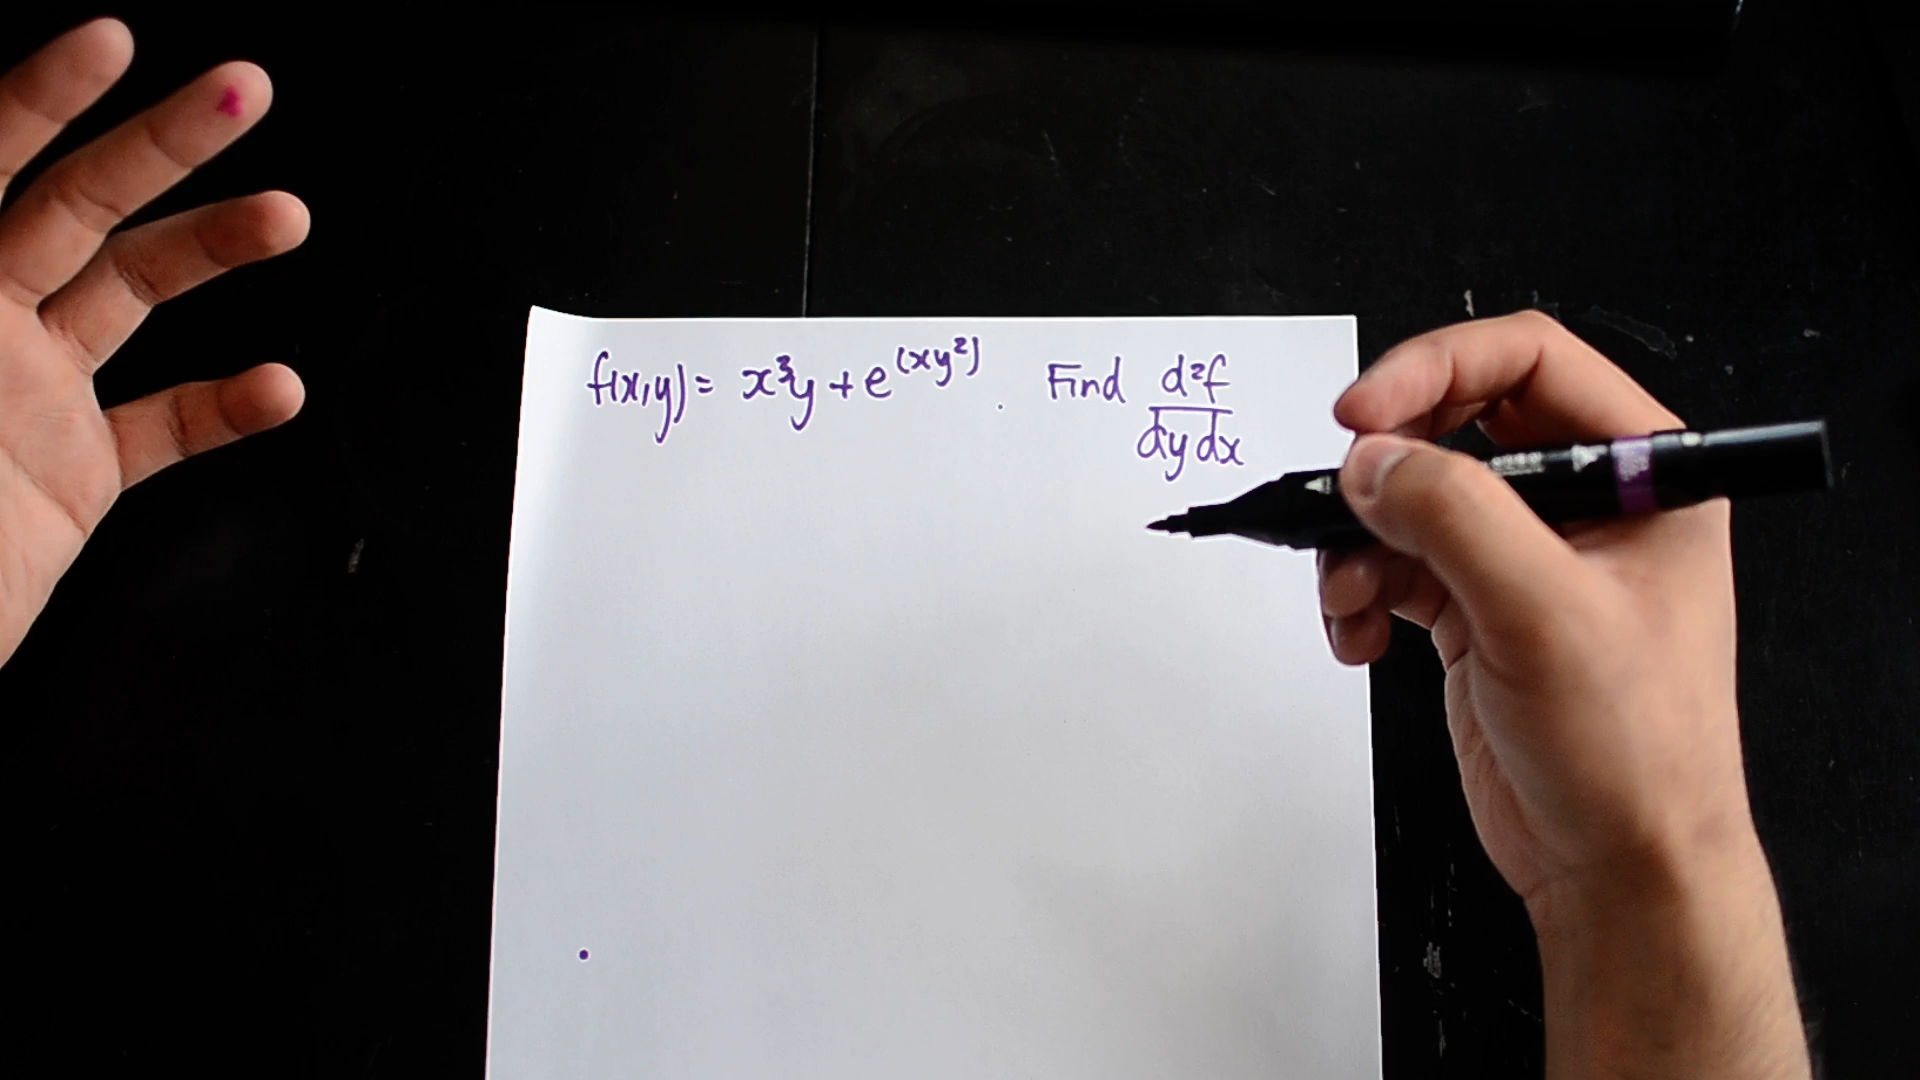 f(x,y) = x³y + e^(xy²) . Find d²f/dydx